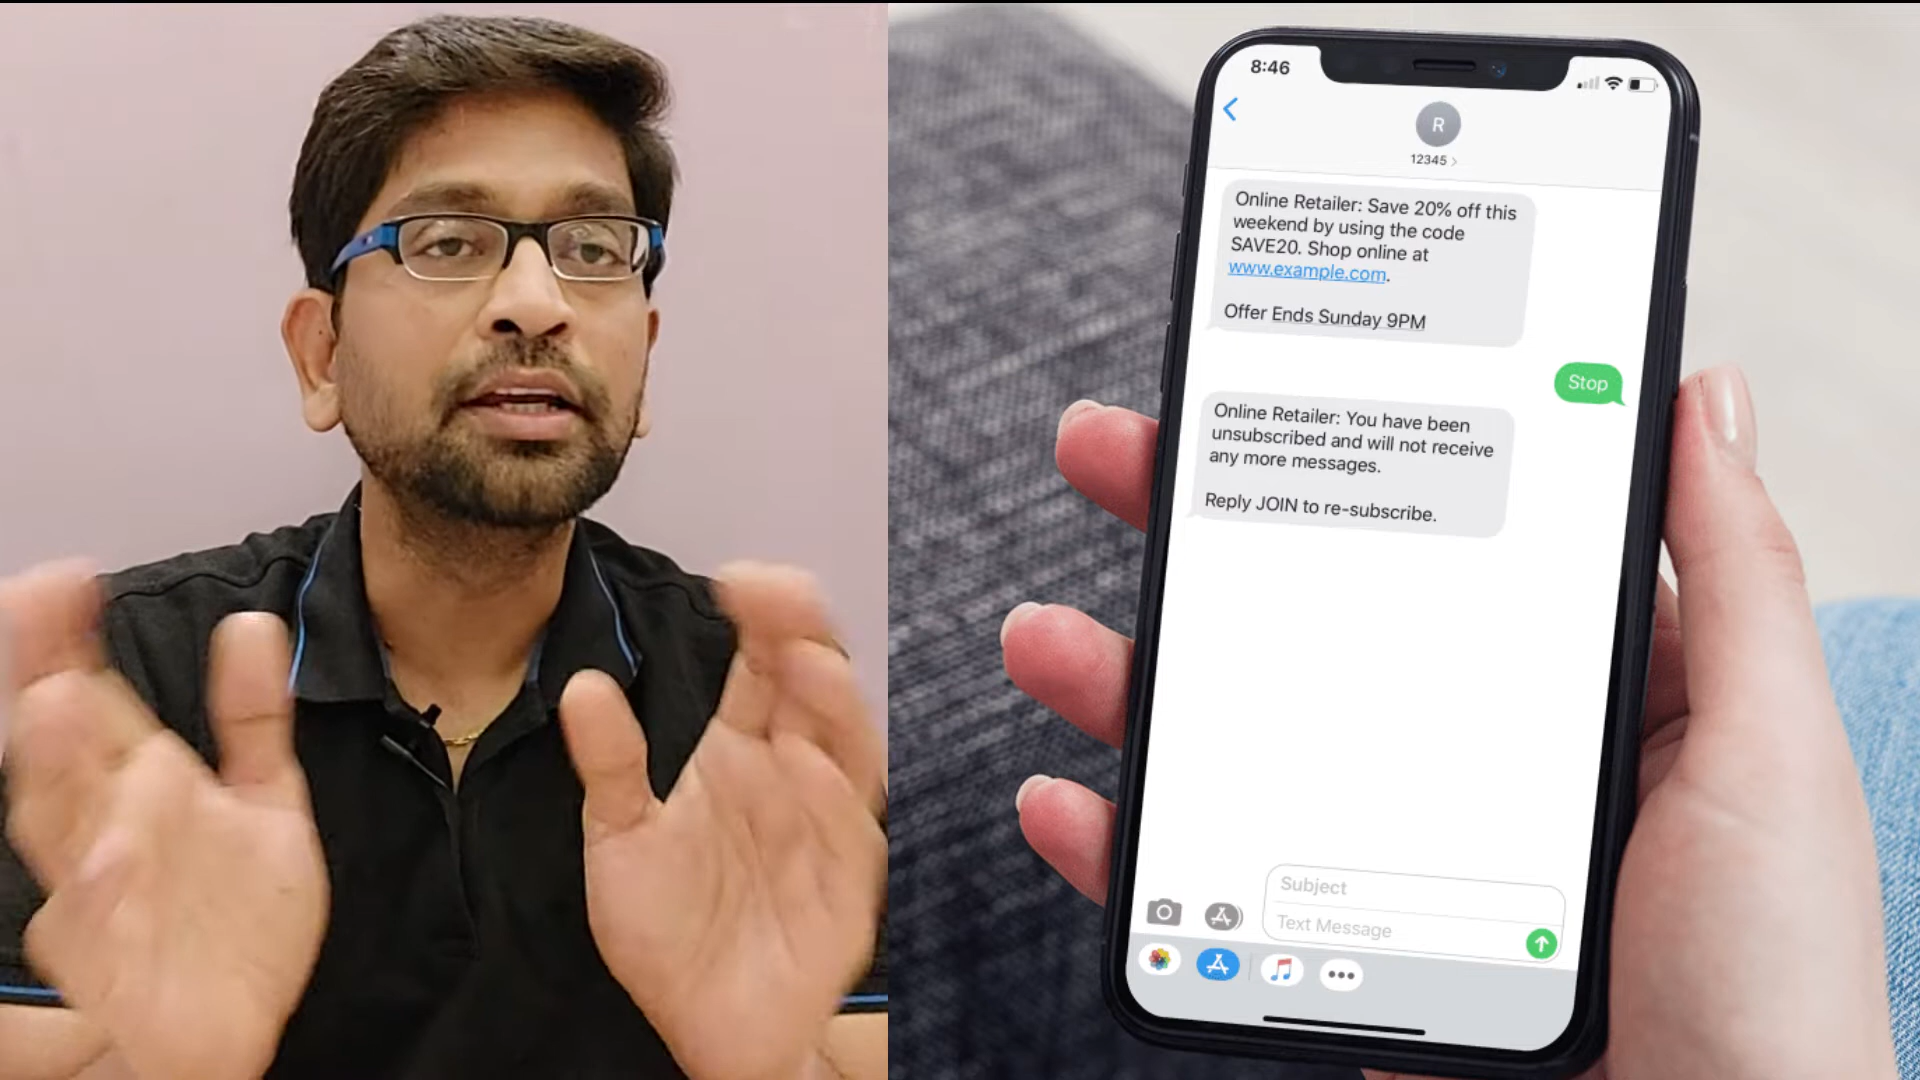 8:46
R
12345 >
Online Retailer: Save 20% off this
weekend by using the code
SAVE20. Shop online at
www.example.com.
Offer Ends Sunday 9PM
Stop
Online Retailer: You have been
unsubscribed and will not receive
any more messages.
Reply JOIN to re-subscribe.
Subject
Text Message